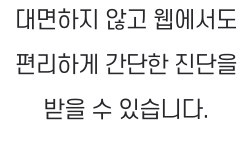 대면하지 않고 웹에서도
편리하게 간단한 진단을
받을 수 있습니다.